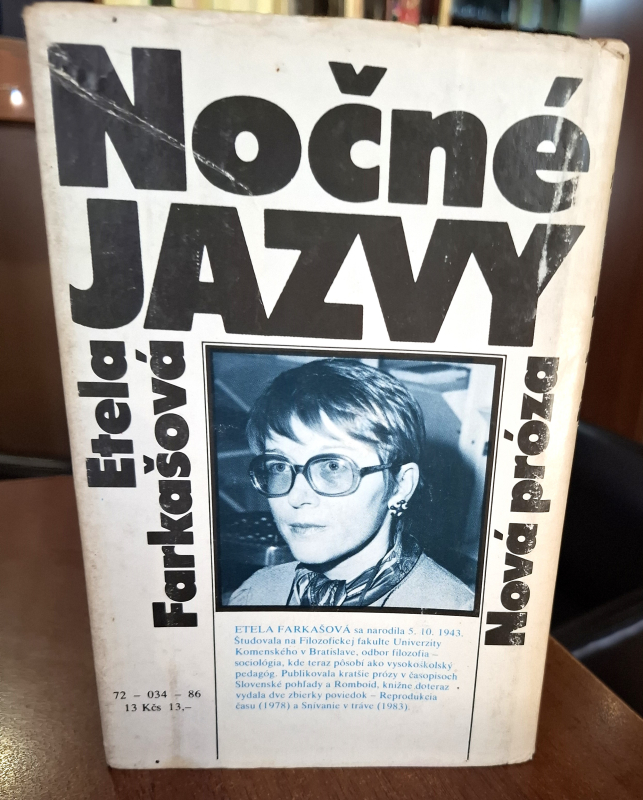 Nočné
JAZVY
Etela
Farkašová
Nová próza
ETELA FARKAŠOVÁ sa narodila 5. 10. 1943.
Študovala na Filozofickej fakulte Univerzity
Komenského v Bratislave, odbor filozofia –
sociológia, kde teraz pôsobí ako vysokoškolský
pedagóg. Publikovala kratšie prózy v časopisoch
Slovenské pohľady a Romboid, knižne doteraz
vydala dve zbierky poviedok – Reprodukcia
času (1978) a Snívanie v tráve (1983).
72 – 034 – 86
13 Kčs 13,–